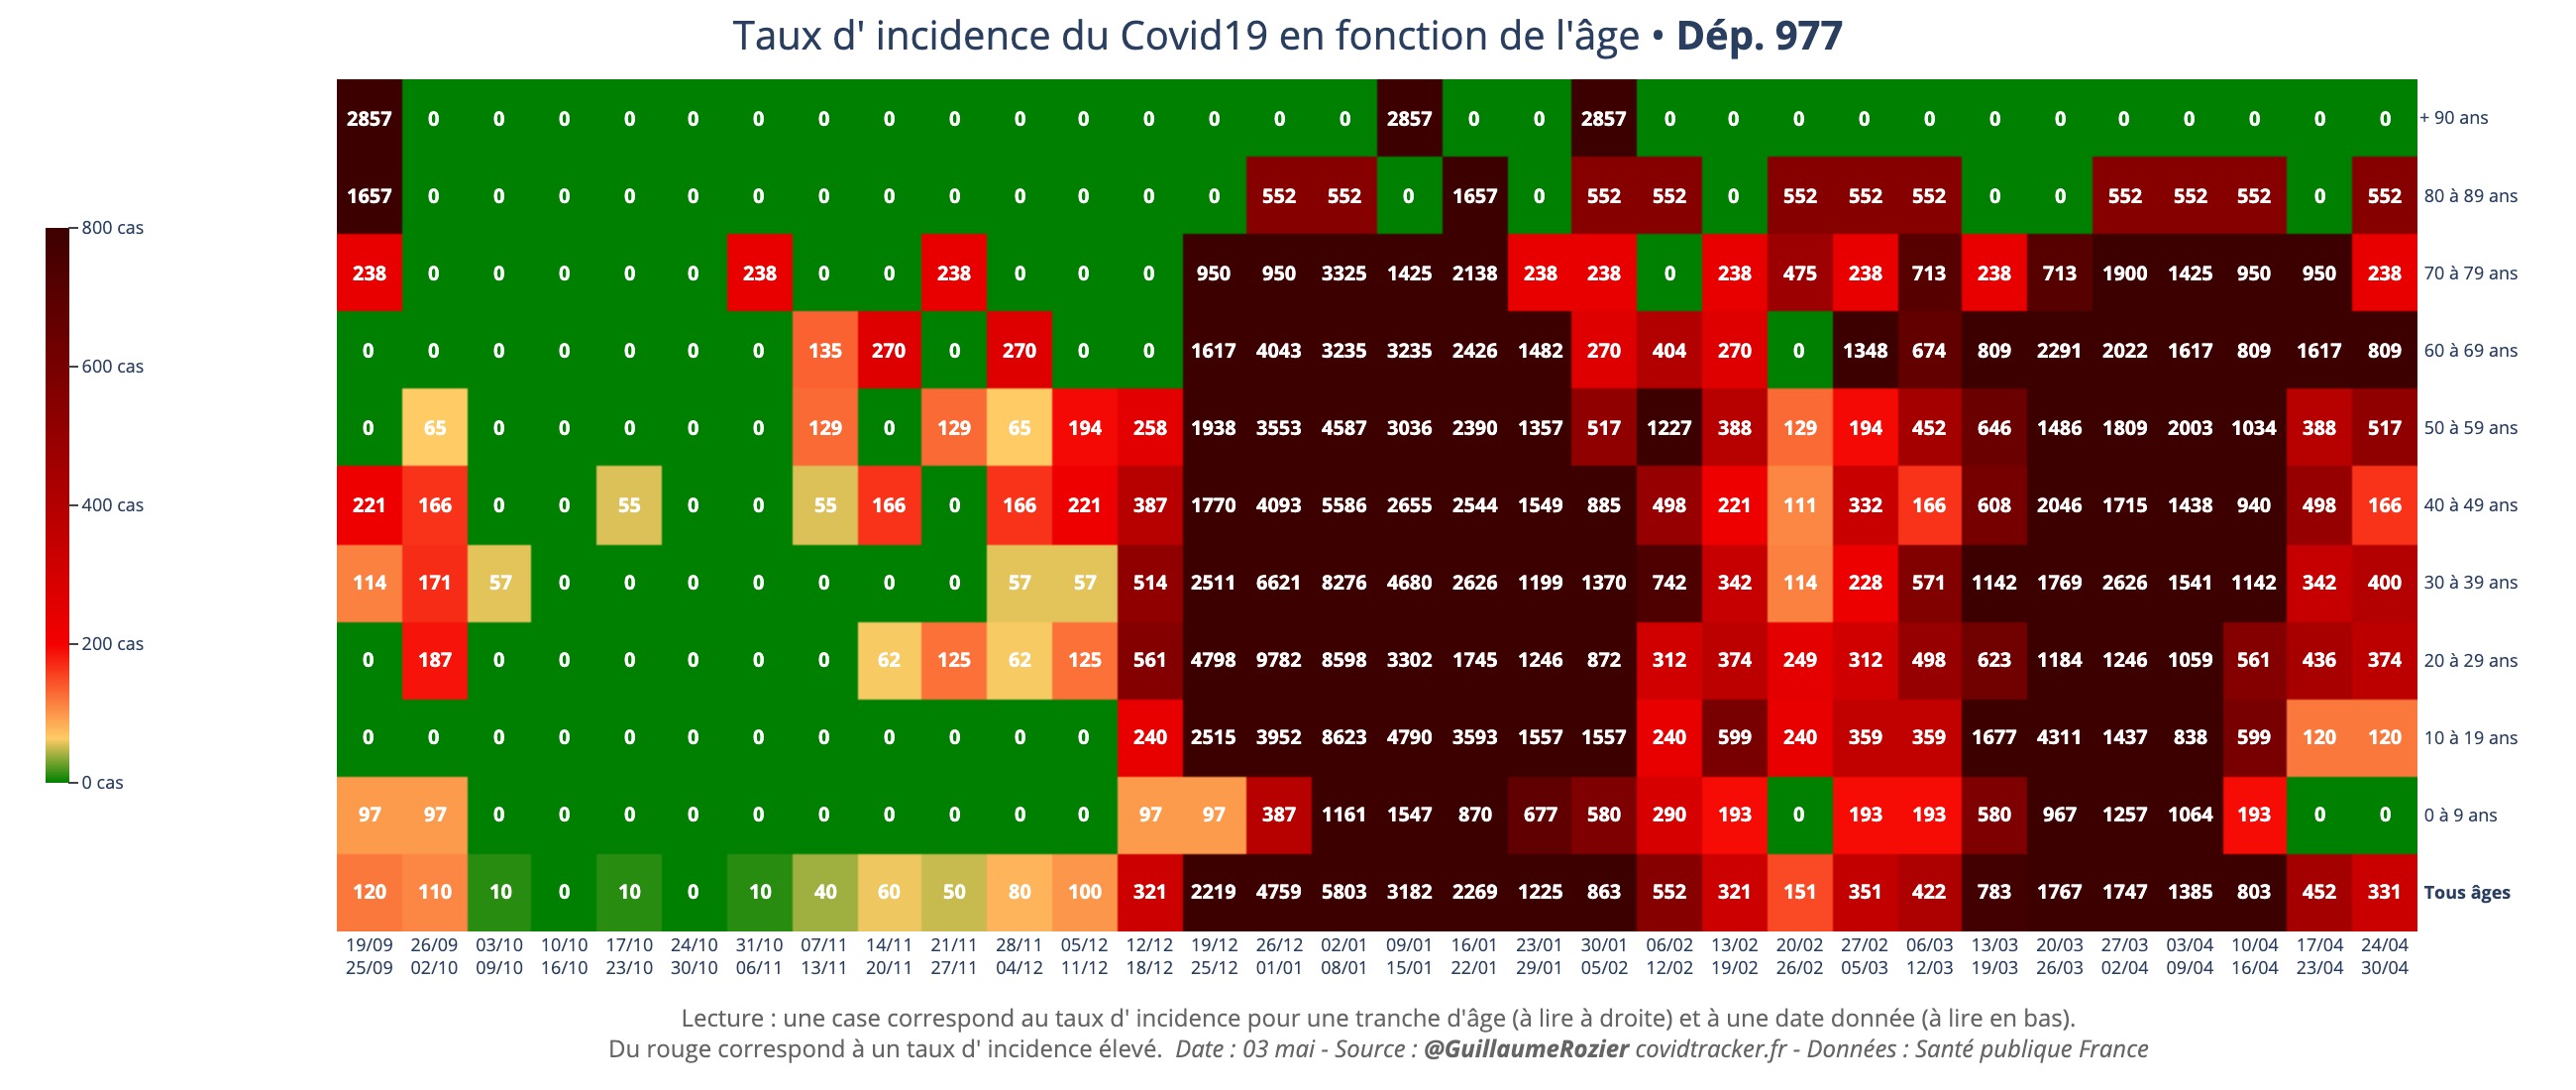 Taux d' incidence du Covid19 en fonction de l'âge • Dép. 977
800 cas
600 cas
400 cas
200 cas
0 cas
2857 0 0 0 0 0 0 0 0 0 0 0 0 0 0 0 2857 0 0 2857 0 0 0 0 0 0 0 0 0 0 0 0 + 90 ans
1657 0 0 0 0 0 0 0 0 0 0 0 0 0 552 552 0 1657 0 552 552 0 552 552 552 0 0 552 552 552 0 552 80 à 89 ans
238 0 0 0 0 0 238 0 0 238 0 0 0 950 950 3325 1425 2138 238 238 0 238 475 238 713 238 713 1900 1425 950 950 238 70 à 79 ans
0 0 0 0 0 0 0 135 270 0 270 0 0 1617 4043 3235 3235 2426 1482 270 404 270 0 1348 674 809 2291 2022 1617 809 1617 809 60 à 69 ans
0 65 0 0 0 0 0 129 0 129 65 194 258 1938 3553 4587 3036 2390 1357 517 1227 388 129 194 452 646 1486 1809 2003 1034 388 517 50 à 59 ans
221 166 0 0 55 0 0 55 166 0 166 221 387 1770 4093 5586 2655 2544 1549 885 498 221 111 332 166 608 2046 1715 1438 940 498 166 40 à 49 ans
114 171 57 0 0 0 0 0 0 0 57 57 514 2511 6621 8276 4680 2626 1199 1370 742 342 114 228 571 1142 1769 2626 1541 1142 342 400 30 à 39 ans
0 187 0 0 0 0 0 0 62 125 62 125 561 4798 9782 8598 3302 1745 1246 872 312 374 249 312 498 623 1184 1246 1059 561 436 374 20 à 29 ans
0 0 0 0 0 0 0 0 0 0 0 0 240 2515 3952 8623 4790 3593 1557 1557 240 599 240 359 359 1677 4311 1437 838 599 120 120 10 à 19 ans
97 97 0 0 0 0 0 0 0 0 0 0 97 97 387 1161 1547 870 677 580 290 193 0 193 193 580 967 1257 1064 193 0 0 0 à 9 ans
120 110 10 0 10 0 10 40 60 50 80 100 321 2219 4759 5803 3182 2269 1225 863 552 321 151 351 422 783 1767 1747 1385 803 452 331 Tous âges
19/09 26/09 03/10 10/10 17/10 24/10 31/10 07/11 14/11 21/11 28/11 05/12 12/12 19/12 26/12 02/01 09/01 16/01 23/01 30/01 06/02 13/02 20/02 27/02 06/03 13/03 20/03 27/03 03/04 10/04 17/04 24/04
25/09 02/10 09/10 16/10 23/10 30/10 06/11 13/11 20/11 27/11 04/12 11/12 18/12 25/12 01/01 08/01 15/01 22/01 29/01 05/02 12/02 19/02 26/02 05/03 12/03 19/03 26/03 02/04 09/04 16/04 23/04 30/04
Lecture : une case correspond au taux d' incidence pour une tranche d'âge (à lire à droite) et à une date donnée (à lire en bas).
Du rouge correspond à un taux d' incidence élevé. Date : 03 mai - Source : @GuillaumeRozier covidtracker.fr - Données : Santé publique France